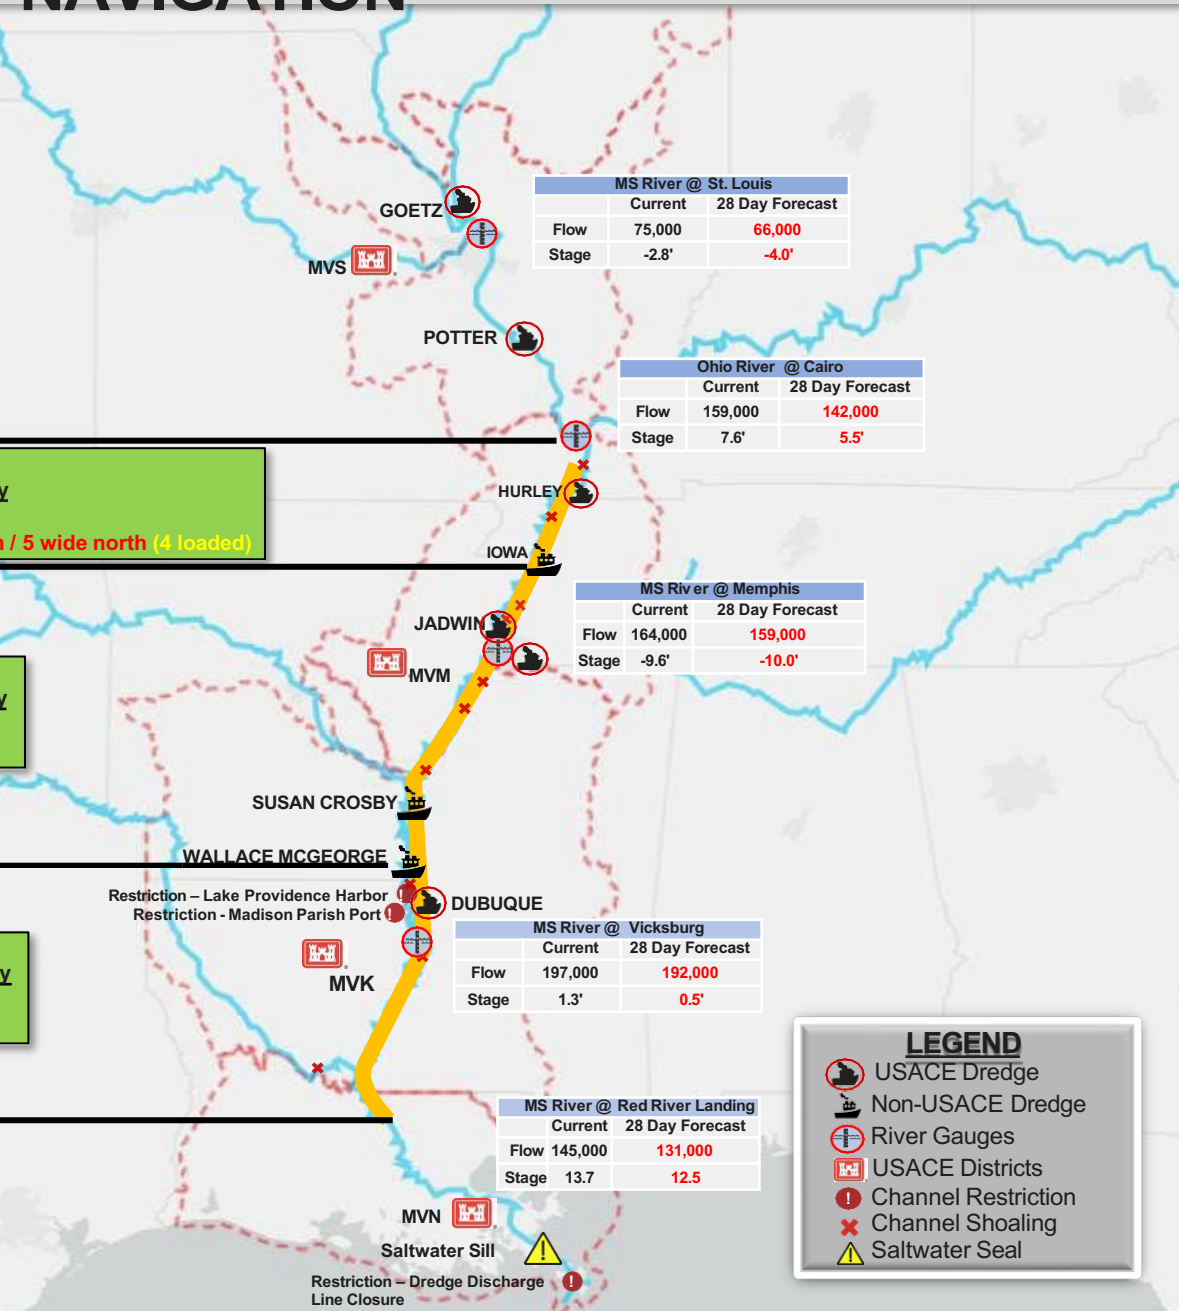 NAVIGATION
MS River @ St. Louis
Current 28 Day Forecast
Flow 75,000 66,000
Stage -2.8' -4.0'
GOETZ
MVS
POTTER
Ohio River @ Cairo
Current 28 Day Forecast
Flow 159,000 142,000
Stage 7.6' 5.5'
HURLEY
/ 5 wide north (4 loaded)
IOWA
MS River @ Memphis
Current 28 Day Forecast
Flow 164,000 159,000
Stage -9.6' -10.0'
JADWIN
MVM
SUSAN CROSBY
WALLACE MCGEORGE
Restriction – Lake Providence Harbor
Restriction - Madison Parish Port
DUBUQUE
MS River @ Vicksburg
Current 28 Day Forecast
Flow 197,000 192,000
Stage 1.3' 0.5'
MVK
LEGEND
USACE Dredge
Non-USACE Dredge
River Gauges
USACE Districts
Channel Restriction
Channel Shoaling
Saltwater Seal
MS River @ Red River Landing
Current 28 Day Forecast
Flow 145,000 131,000
Stage 13.7 12.5
MVN
Saltwater Sill
Restriction – Dredge Discharge
Line Closure